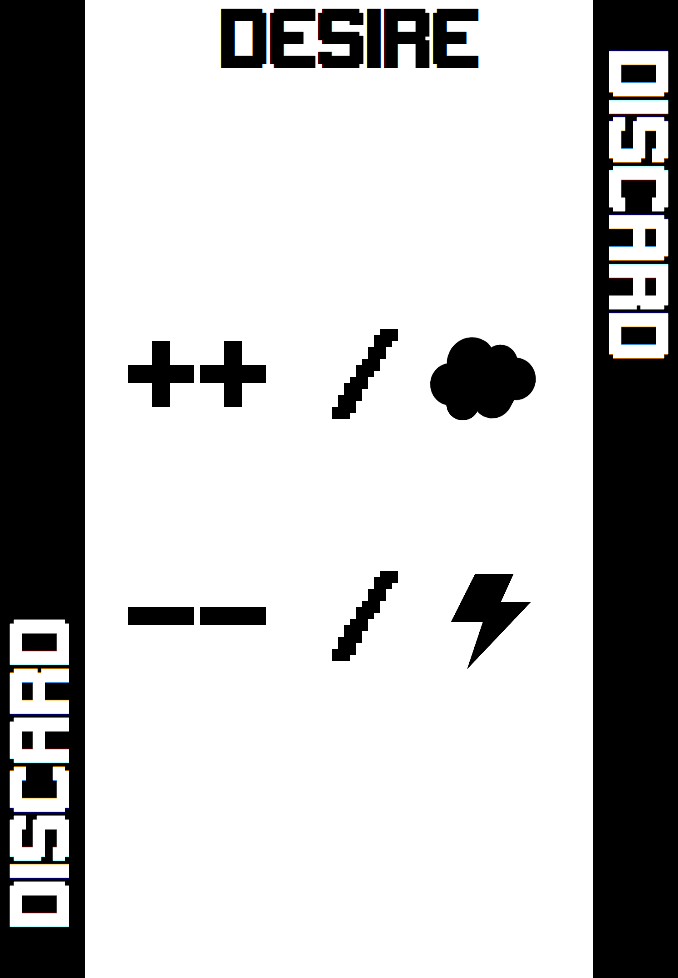 DESIRE
DISCARD
++ /
-- /
DISCARD